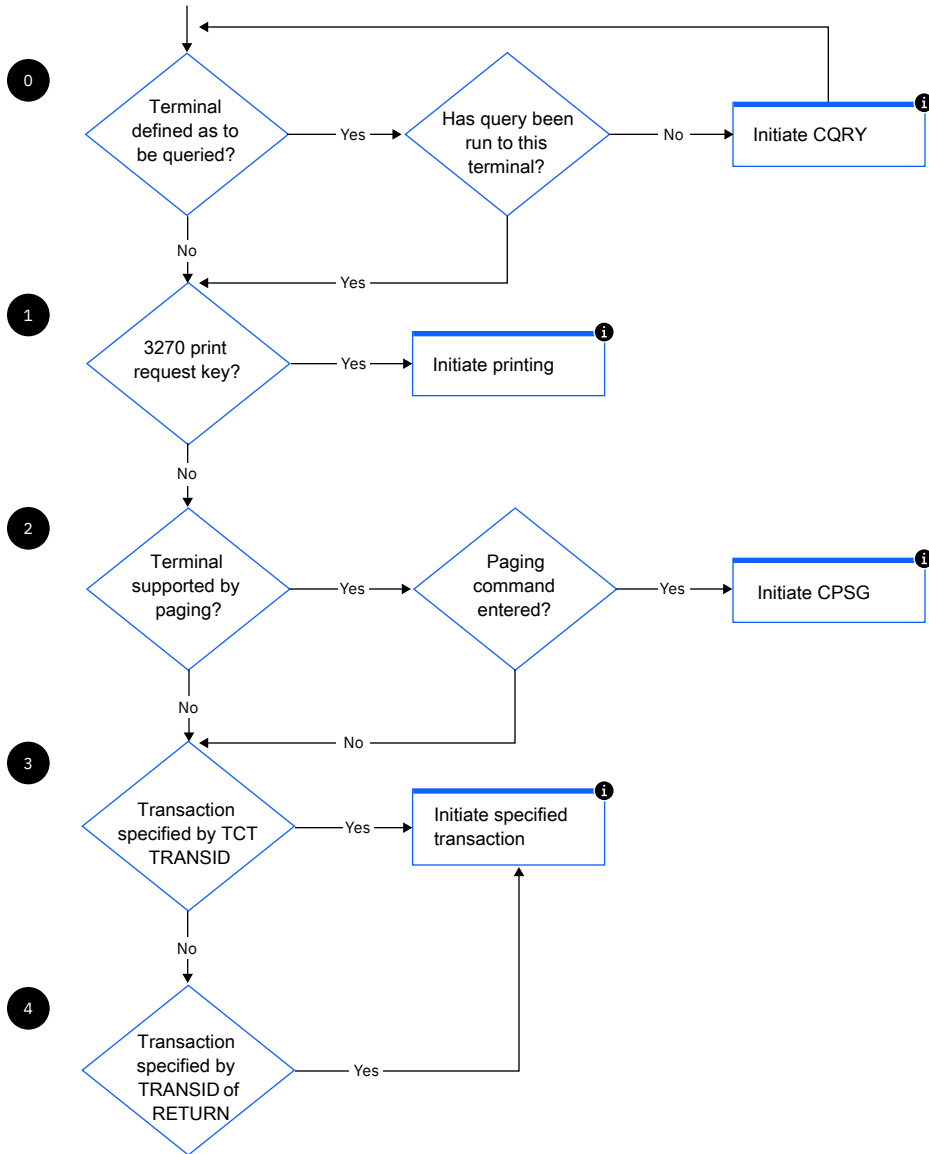 0
Terminal
defined as to
be queried?
Yes
Has query been
run to this
terminal?
No
Initiate CQRY
i
No
Yes
1
3270 print
request key?
Yes
Initiate printing
i
No
2
Terminal
supported by
paging?
Yes
Paging
command
entered?
Yes
Initiate CPSG
i
No
No
3
Transaction
specified by TCT
TRANSID
Yes
Initiate specified
transaction
i
No
4
Transaction
specified by
TRANSID of
RETURN
Yes